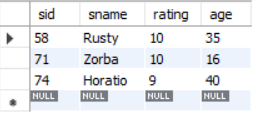 sid sname rating age
58 Rusty 10 35
71 Zorba 10 16
74 Horatio 9 40
NULL NULL NULL NULL